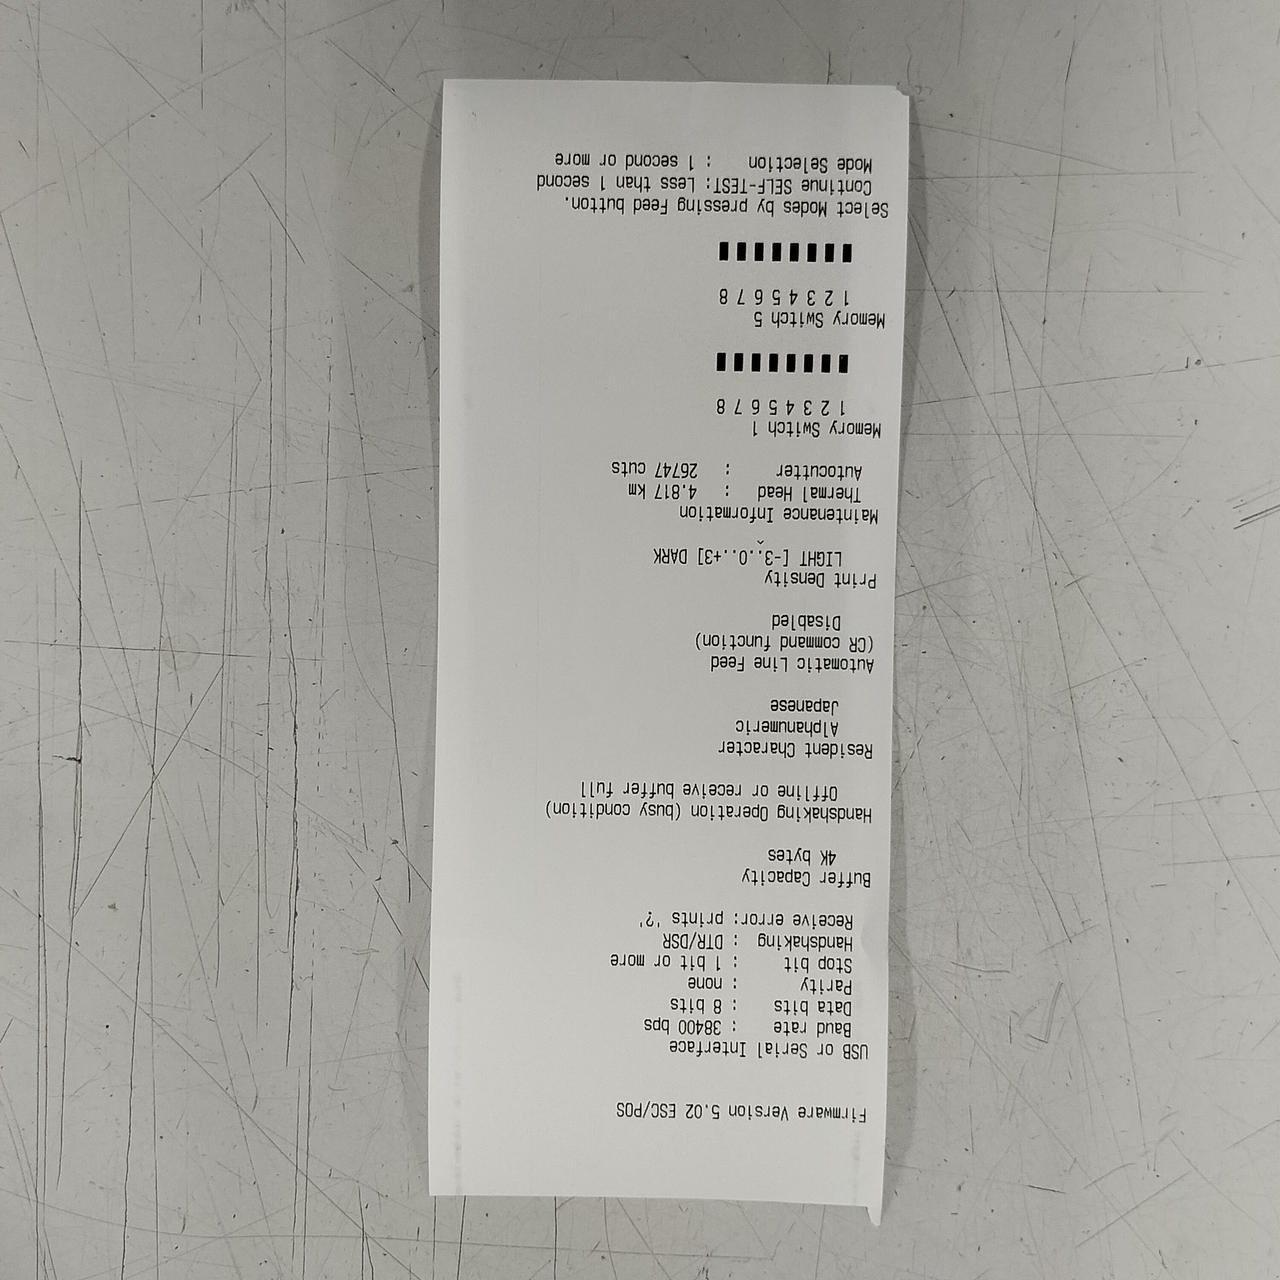 Firmware Version 5.02 ESC/POS
USB or Serial Interface
Baud rate : 38400 bps
Data bits : 8 bits
Parity : none
Stop bit : 1 bit or more
Handshaking : DTR/DSR
Receive error: prints '?'
Buffer Capacity
4K bytes
Handshaking Operation (busy condition)
Offline or receive buffer full
Resident Character
Alphanumeric
Japanese
Automatic Line Feed
(CR command function)
Disabled
Print Density
LIGHT [-3..0..+3] DARK
^
Maintenance Information
Thermal Head : 4.817 km
Autocutter : 26747 cuts
Memory Switch 1
1 2 3 4 5 6 7 8
Memory Switch 5
1 2 3 4 5 6 7 8
Select Modes by pressing Feed button.
Continue SELF-TEST: Less than 1 second
Mode Selection : 1 second or more